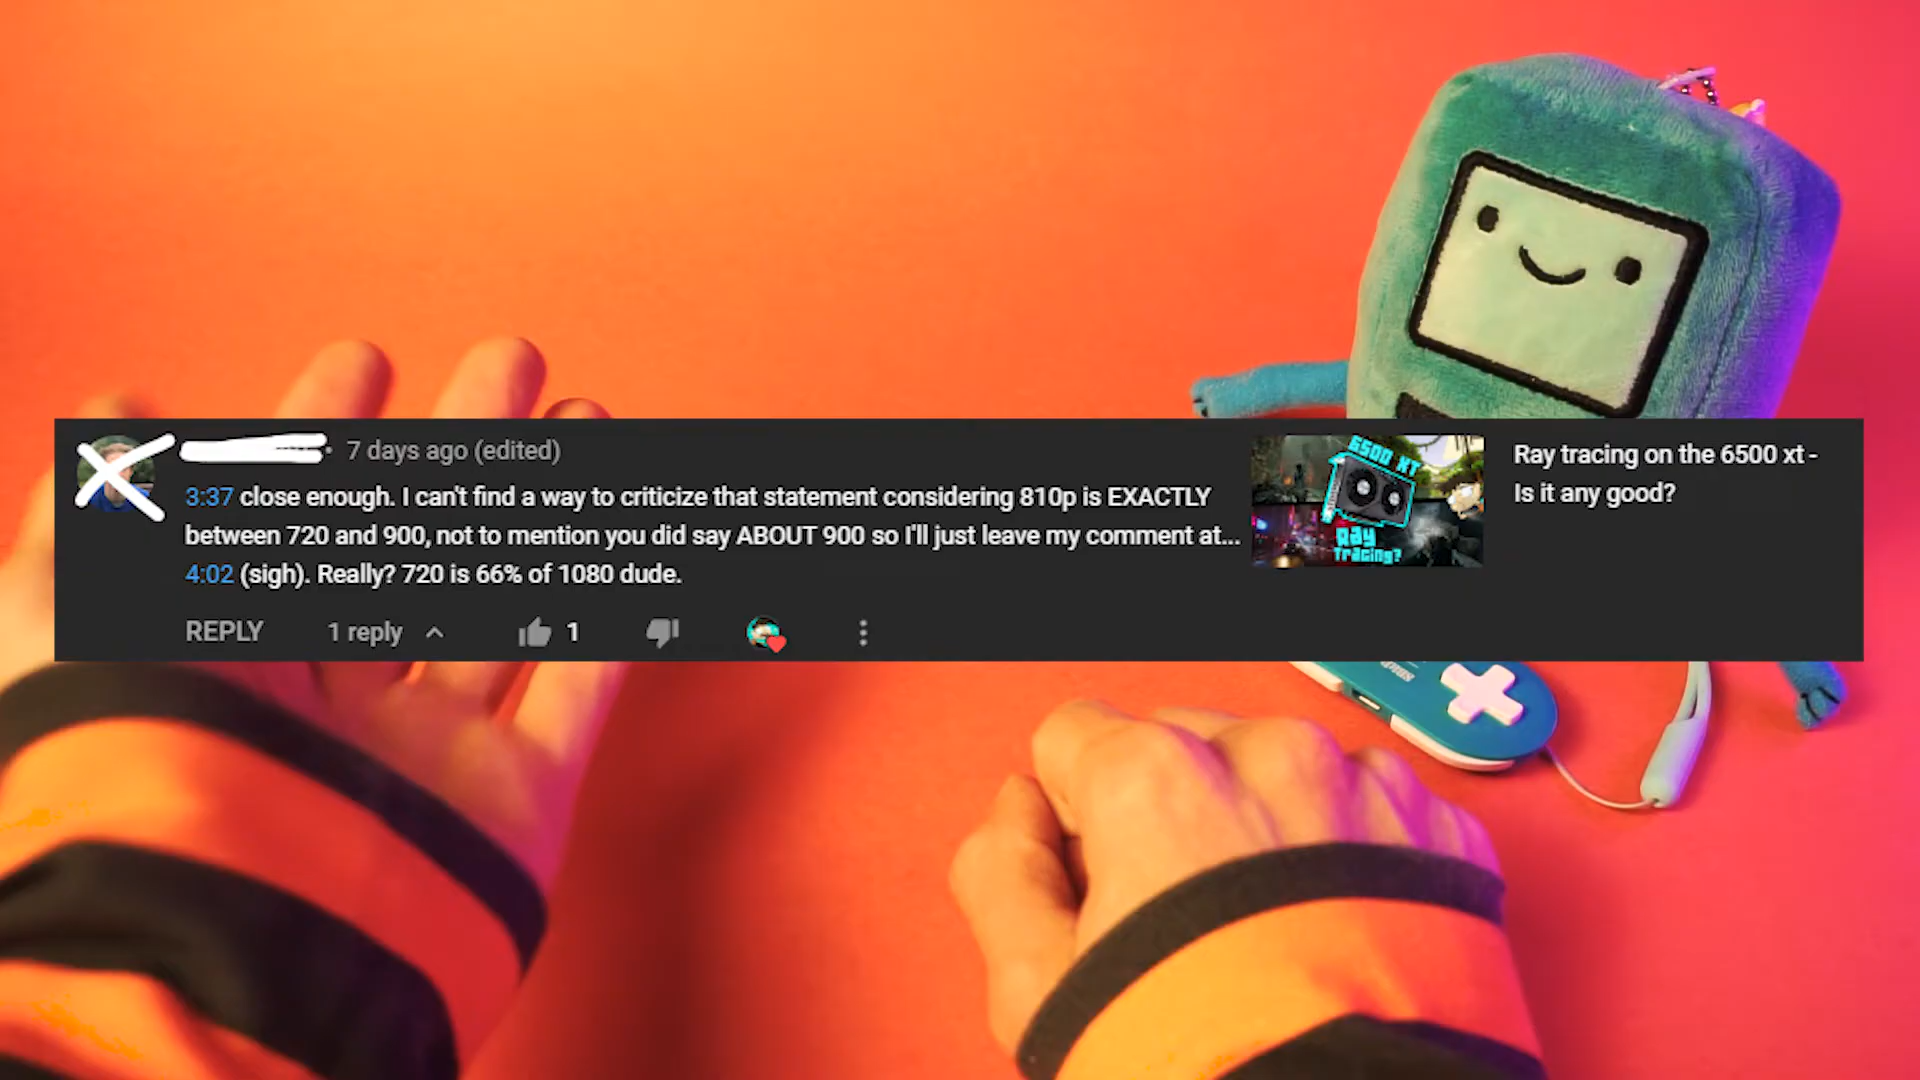 7 days ago (edited)
3:37 close enough. I can't find a way to criticize that statement considering 810p is EXACTLY
between 720 and 900, not to mention you did say ABOUT 900 so I'll just leave my comment at...
4:02 (sigh). Really? 720 is 66% of 1080 dude.
REPLY 1 reply 1
6500 XT
Ray
Tracing?
Ray tracing on the 6500 xt -
Is it any good?